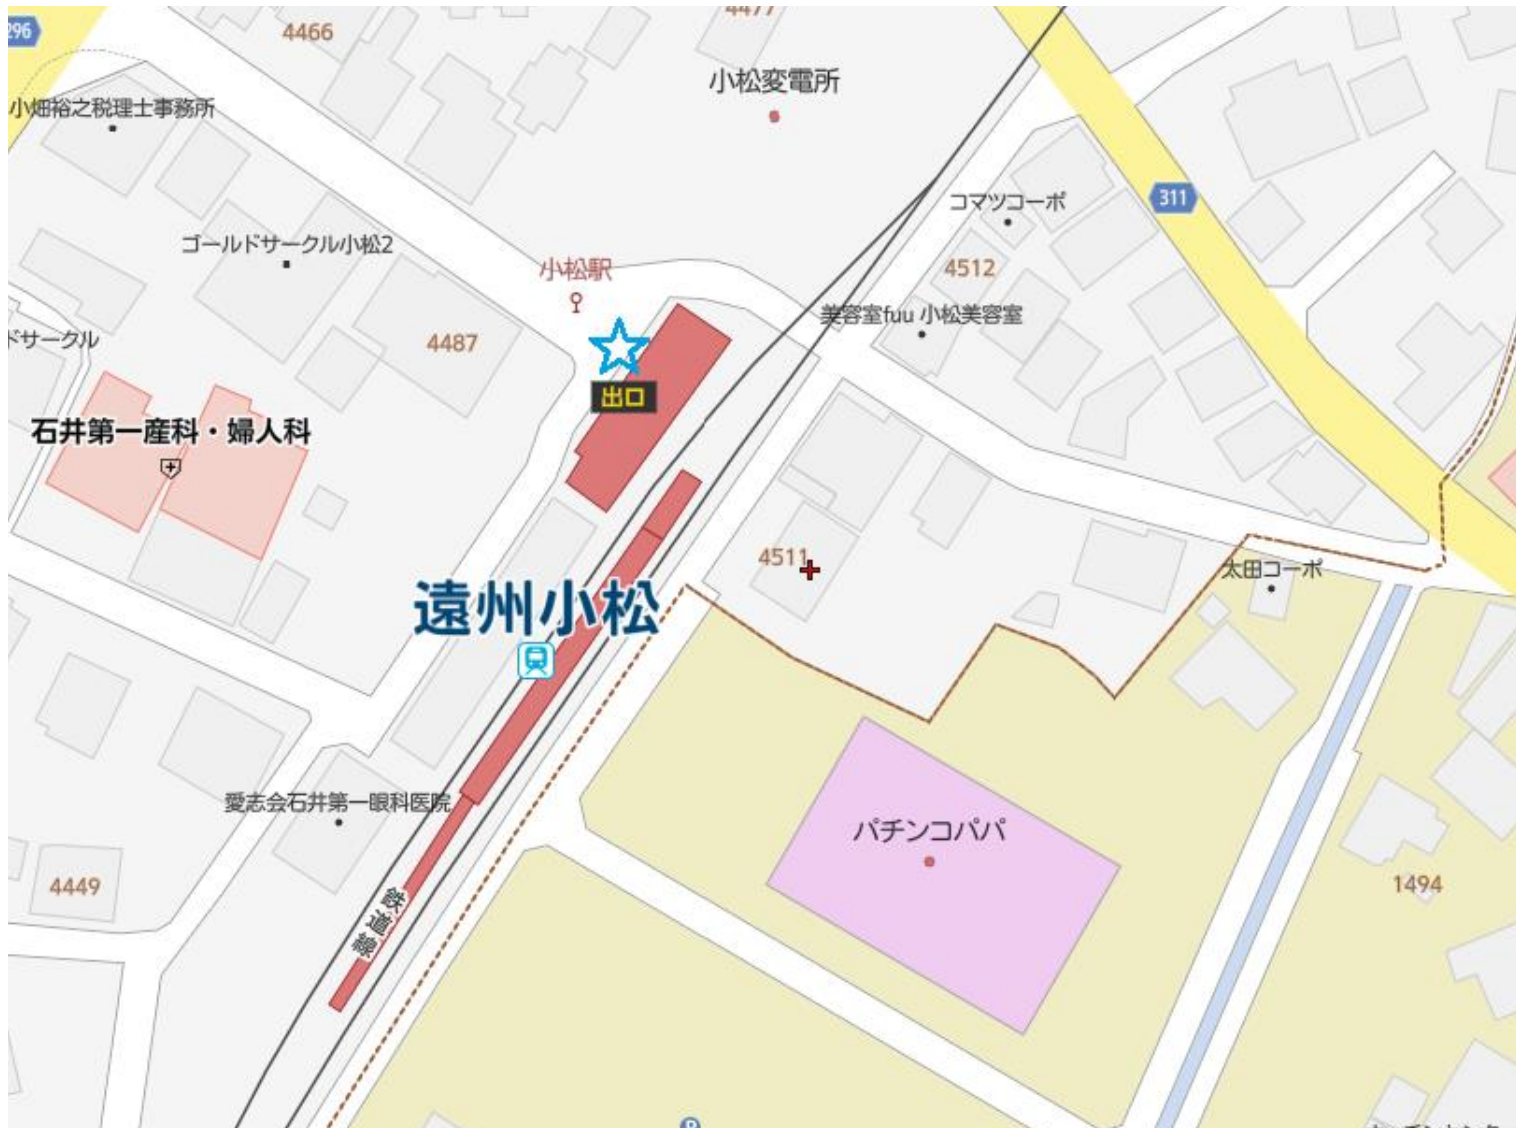 296
4466
4477
小松変電所
小畑裕之税理士事務所
コマツコーポ
311
ゴールドサークル小松2
小松駅
4512
美容室fuu 小松美容室
ドサークル
4487
出口
石井第一産科・婦人科
4511
太田コーポ
遠州小松
愛志会石井第一眼科医院
パチンコパパ
4449
鉄道線
1494
P